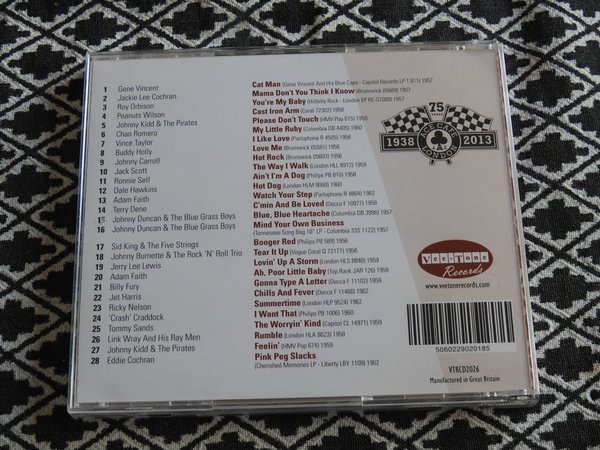 1 Gene Vincent
2 Jackie Lee Cochran
3 Roy Orbison
4 Peanuts Wilson
5 Johnny Kidd & The Pirates
6 Chan Romero
7 Vince Taylor
8 Buddy Holly
9 Johnny Carroll
10 Jack Scott
11 Ronnie Self
12 Dale Hawkins
13 Adam Faith
14 Terry Dene
15 Johnny Duncan & The Blue Grass Boys
16 Johnny Duncan & The Blue Grass Boys
17 Sid King & The Five Strings
18 Johnny Burnette & The Rock 'N' Roll Trio
19 Jerry Lee Lewis
20 Adam Faith
21 Billy Fury
22 Jet Harris
23 Ricky Nelson
24 'Crash' Craddock
25 Tommy Sands
26 Link Wray And His Ray Men
27 Johnny Kidd & The Pirates
28 Eddie Cochran
Cat Man (Gene Vincent And His Blue Caps - Capitol Records LP T 811) 1957
Mama Don't You Think I Know (Brunswick 05669) 1957
You're My Baby (Hillbilly Rock - London LP RE-S1089) 1957
Cast Iron Arm (Coral 72302) 1958
Please Don't Touch (HMV Pop 615) 1959
My Little Ruby (Columbia DB 4405) 1960
I Like Love (Parlophone R 4505) 1958
Love Me (Brunswick 05581) 1956
Hot Rock (Brunswick 05603) 1956
The Way I Walk (London HLL 8912) 1959
Ain't I'm A Dog (Philips PB 810) 1958
Hot Dog (London HLM 9060) 1960
Watch Your Step (Parlophone R 4864) 1962
C'min And Be Loved (Decca F 10977) 1958
Blue, Blue Heartache (Columbia DB 3996) 1957
Mind Your Own Business
(Tennessee Song Bag 10" LP - Columbia 33S 1122) 1957
Booger Red (Philips PB 589) 1956
Tear It Up (Vogue Coral Q 72177) 1956
Lovin' Up A Storm (London HLS 8840) 1959
Ah, Poor Little Baby (Top Rank JAR 126) 1959
Gonna Type A Letter (Decca F 11102) 1959
Chills And Fever (Decca F 11466) 1962
Summertime (London HLP 9524) 1962
I Want That (Philips PB 1006) 1960
The Worryin' Kind (Capitol CL 14971) 1959
Rumble (London HLA 8623) 1958
Feelin' (HMV Pop 674) 1959
Pink Peg Slacks
(Cherished Memories LP - Liberty LBY 1109) 1962
75
YEARS
1938
ACE CAFE
LONDON
2013
Vee-Tone
Records
www.veetonerecords.com
5060229020185
VTRCD2026
Manufactured in Great Britain